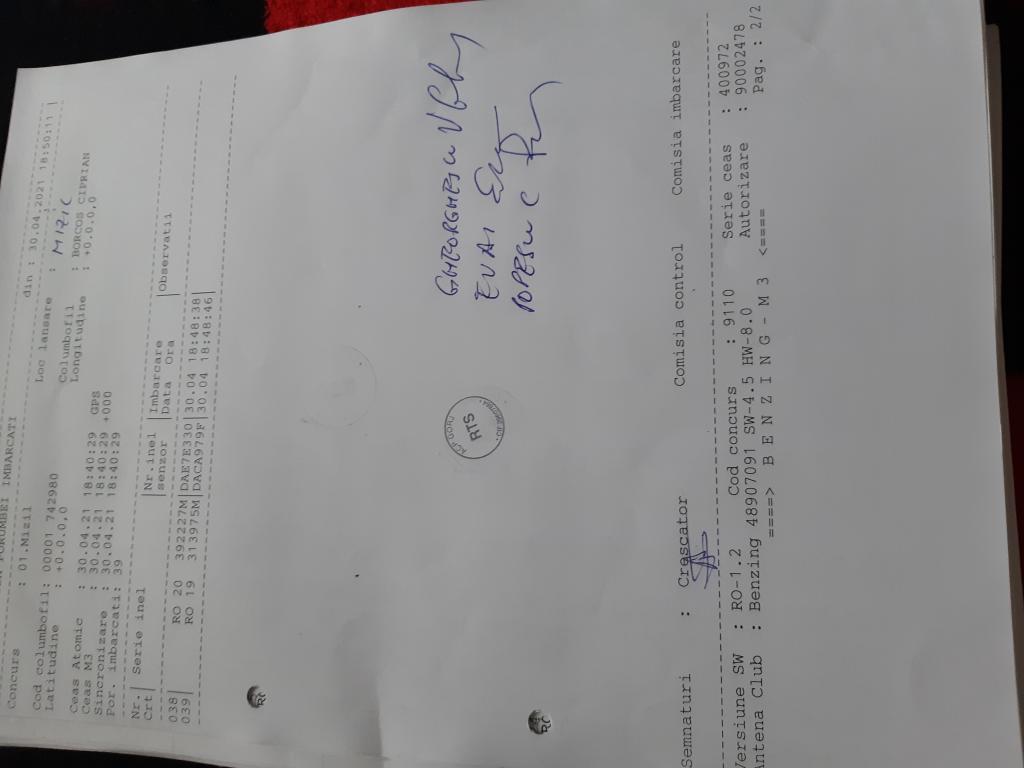 PORUMBEI IMBARCATI
Concurs : 01.Mizil din : 30.04.2021 18:50:11 |
Loc lansare : MIZIL
Cod columbofil: 00001 742980 Columbofil : BORCOS CIPRIAN
Latitudine : +0.0.0,0 Longitudine : +0.0.0,0
Ceas Atomic : 30.04.21 18:40:29 GPS
Ceas M3 : 30.04.21 18:40:29 +000
Sincronizare : 30.04.21 18:40:29
Por. imbarcati: 39
Nr.| Serie inel |Nr.inel |Imbarcare |Observatii
Crt| |senzor |Data Ora |
038| RO 20 392227M|DAE7E330|30.04 18:48:38|
039| RO 19 313975M|DACA979F|30.04 18:48:46|
GHEORGHESCU
EVAI
POPESCU C
RTS
Semnaturi : Crescator Comisia control Comisia imbarcare
Versiune SW : RO-1.2 Cod concurs : 9110 Serie ceas : 400972
Antena Club : Benzing 48907091 SW-4.5 HW-8.0 Autorizare : 90002478
====> B E N Z I N G - M 3 <==== Pag. : 2/2